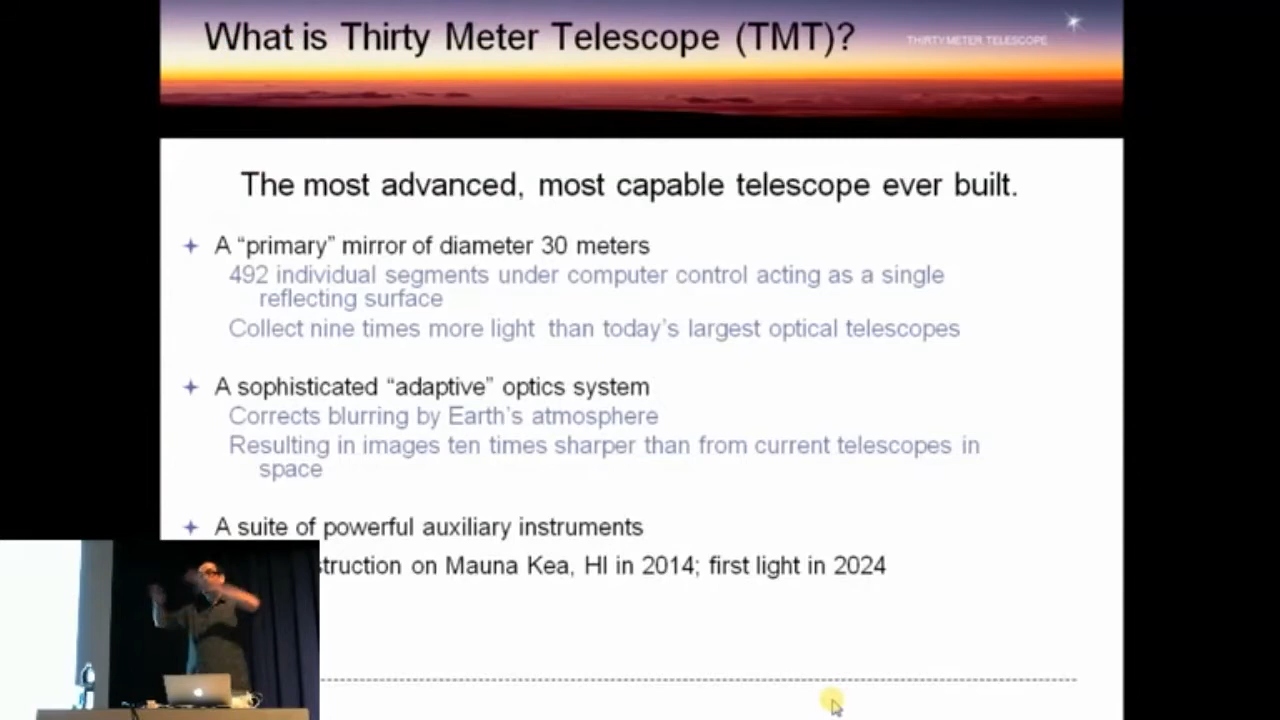 What is Thirty Meter Telescope (TMT)?
THIRTY METER TELESCOPE
The most advanced, most capable telescope ever built.
A “primary” mirror of diameter 30 meters
492 individual segments under computer control acting as a single
reflecting surface
Collect nine times more light than today’s largest optical telescopes
A sophisticated “adaptive” optics system
Corrects blurring by Earth’s atmosphere
Resulting in images ten times sharper than from current telescopes in
space
A suite of powerful auxiliary instruments
on Mauna Kea, HI in 2014; first light in 2024